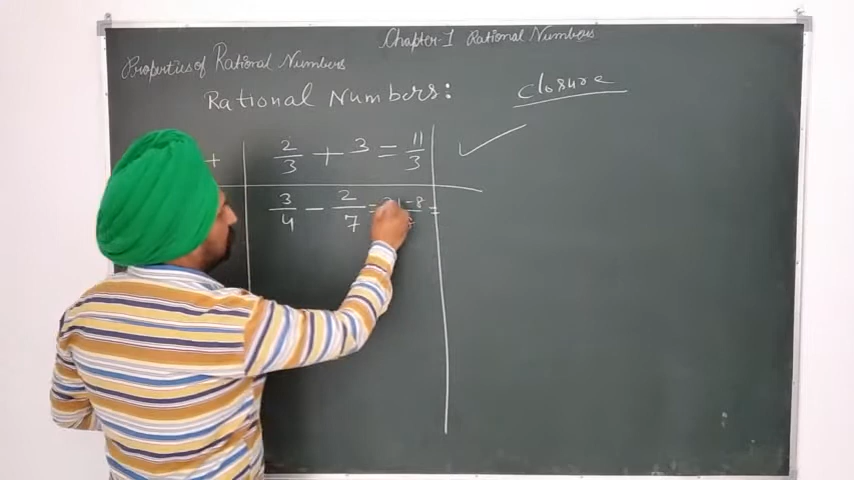 Chapter-1 Rational Numbers
Properties of Rational Numbers
Rational Numbers:
closure
+ 2/3 + 3 = 11/3 ✓
3/4 - 2/7 = -8 =